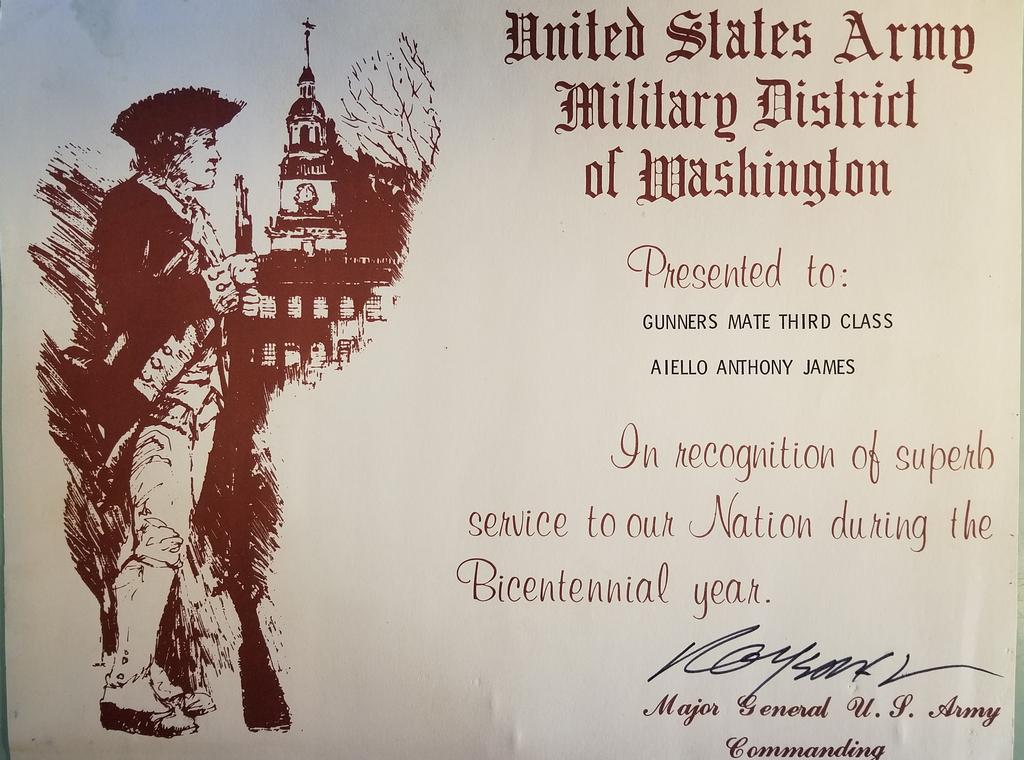 United States Army
Military District
of Washington
Presented to:
GUNNERS MATE THIRD CLASS
AIELLO ANTHONY JAMES
In recognition of superb
service to our Nation during the
Bicentennial year.
Major General U. S. Army
Commanding